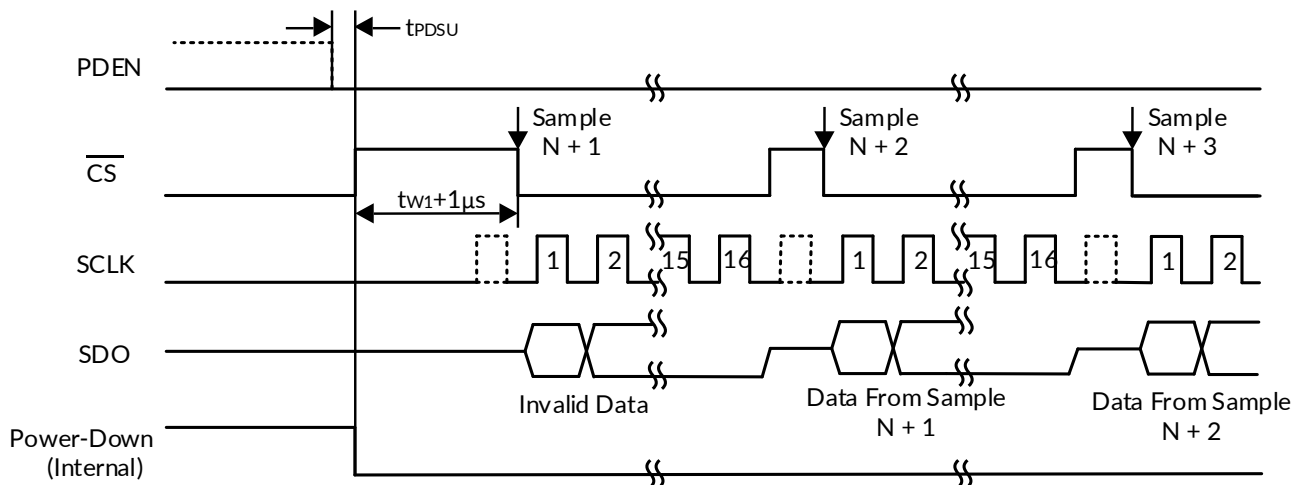 tPDSU
PDEN
Sample
N + 1
Sample
N + 2
Sample
N + 3
CS
tW1+1µs
SCLK
1 2 15 16 1 2 15 16 1 2
SDO
Invalid Data
Data From Sample
N + 1
Data From Sample
N + 2
Power-Down
(Internal)